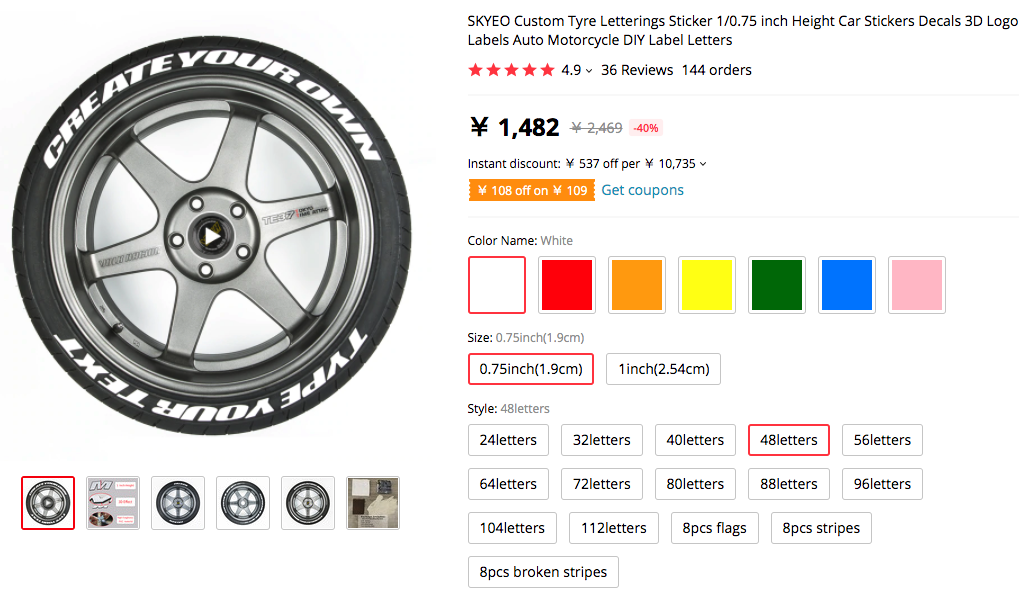 SKYEO Custom Tyre Letterings Sticker 1/0.75 inch Height Car Stickers Decals 3D Logo
Labels Auto Motorcycle DIY Label Letters
4.9 36 Reviews 144 orders
¥ 1,482 ¥ 2,469 -40%
Instant discount: ¥ 537 off per ¥ 10,735
¥ 108 off on ¥ 109 Get coupons
Color Name: White
Size: 0.75inch(1.9cm)
0.75inch(1.9cm) 1inch(2.54cm)
Style: 48letters
24letters 32letters 40letters 48letters 56letters
64letters 72letters 80letters 88letters 96letters
104letters 112letters 8pcs flags 8pcs stripes
8pcs broken stripes
CREATE YOUR OWN
TE37
TYPE YOUR TEXT